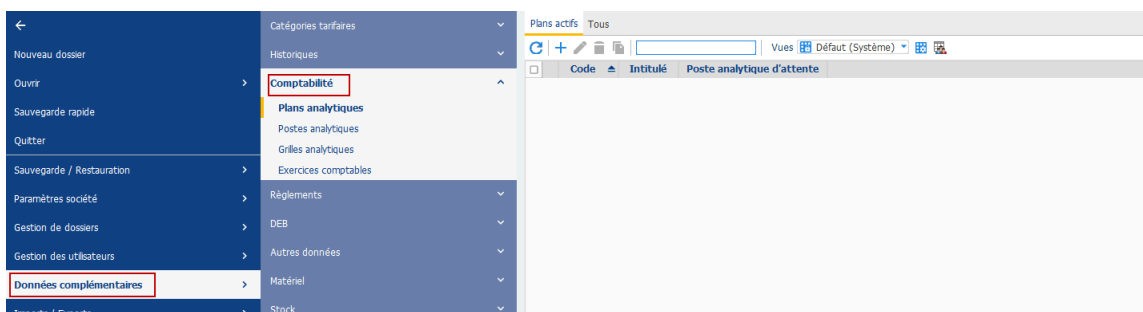 Nouveau dossier
Ouvrir
Sauvegarde rapide
Quitter
Sauvegarde / Restauration
Paramètres société
Gestion de dossiers
Gestion des utilisateurs
Données complémentaires
Imports / Exports
Catégories tarifaires
Historiques
Comptabilité
Plans analytiques
Postes analytiques
Grilles analytiques
Exercices comptables
Règlements
DEB
Autres données
Matériel
Stock
Plans actifs Tous
Vues Défaut (Système)
Code Intitulé Poste analytique d'attente